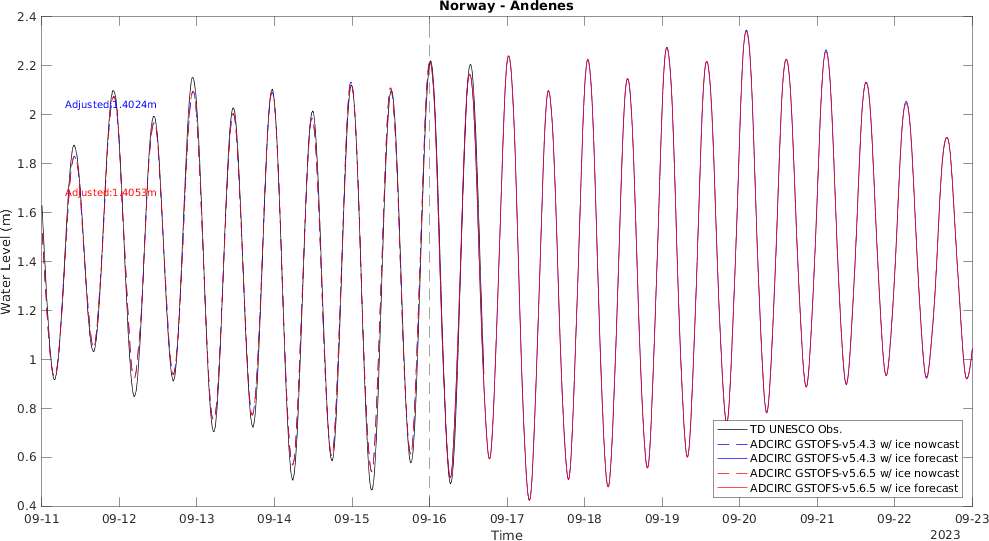 Norway - Andenes
2.4
2.2
2
1.8
1.6
1.4
1.2
1
0.8
0.6
0.4
Water Level (m)
Adjusted:1.4024m
Adjusted:1.4053m
TD UNESCO Obs.
ADCIRC GSTOFS-v5.4.3 w/ ice nowcast
ADCIRC GSTOFS-v5.4.3 w/ ice forecast
ADCIRC GSTOFS-v5.6.5 w/ ice nowcast
ADCIRC GSTOFS-v5.6.5 w/ ice forecast
09-11 09-12 09-13 09-14 09-15 09-16 09-17 09-18 09-19 09-20 09-21 09-22 09-23
Time
2023